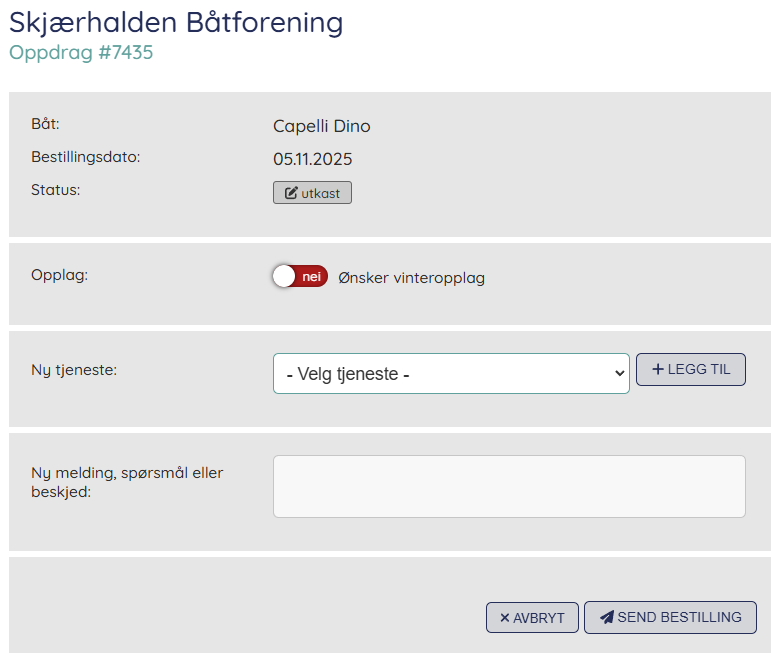 Skjærhalden Båtforening
Oppdrag #7435
Båt:
Capelli Dino
Bestillingsdato:
05.11.2025
Status:
utkast
Opplag:
nei
Ønsker vinteropplag
Ny tjeneste:
- Velg tjeneste -
LEGG TIL
Ny melding, spørsmål eller
beskjed:
AVBRYT
SEND BESTILLING